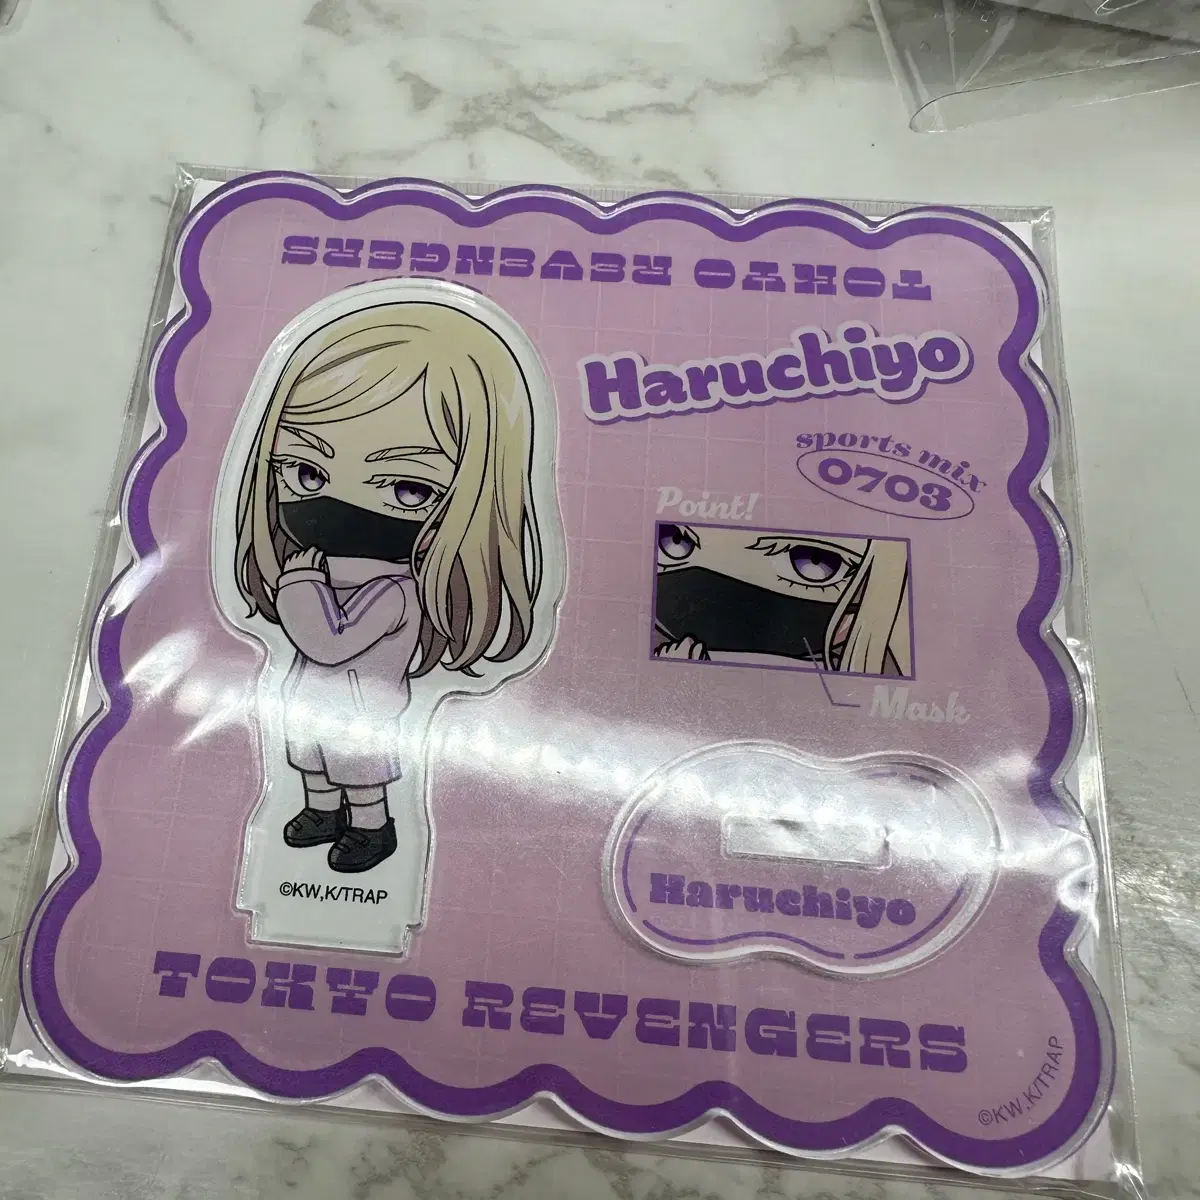 TOKYO REVENGERS
Haruchiyo
sports mix
0703
Point!
Mask
Haruchiyo
©KW,K/TRAP
TOKYO REVENGERS
©KW,K/TRAP